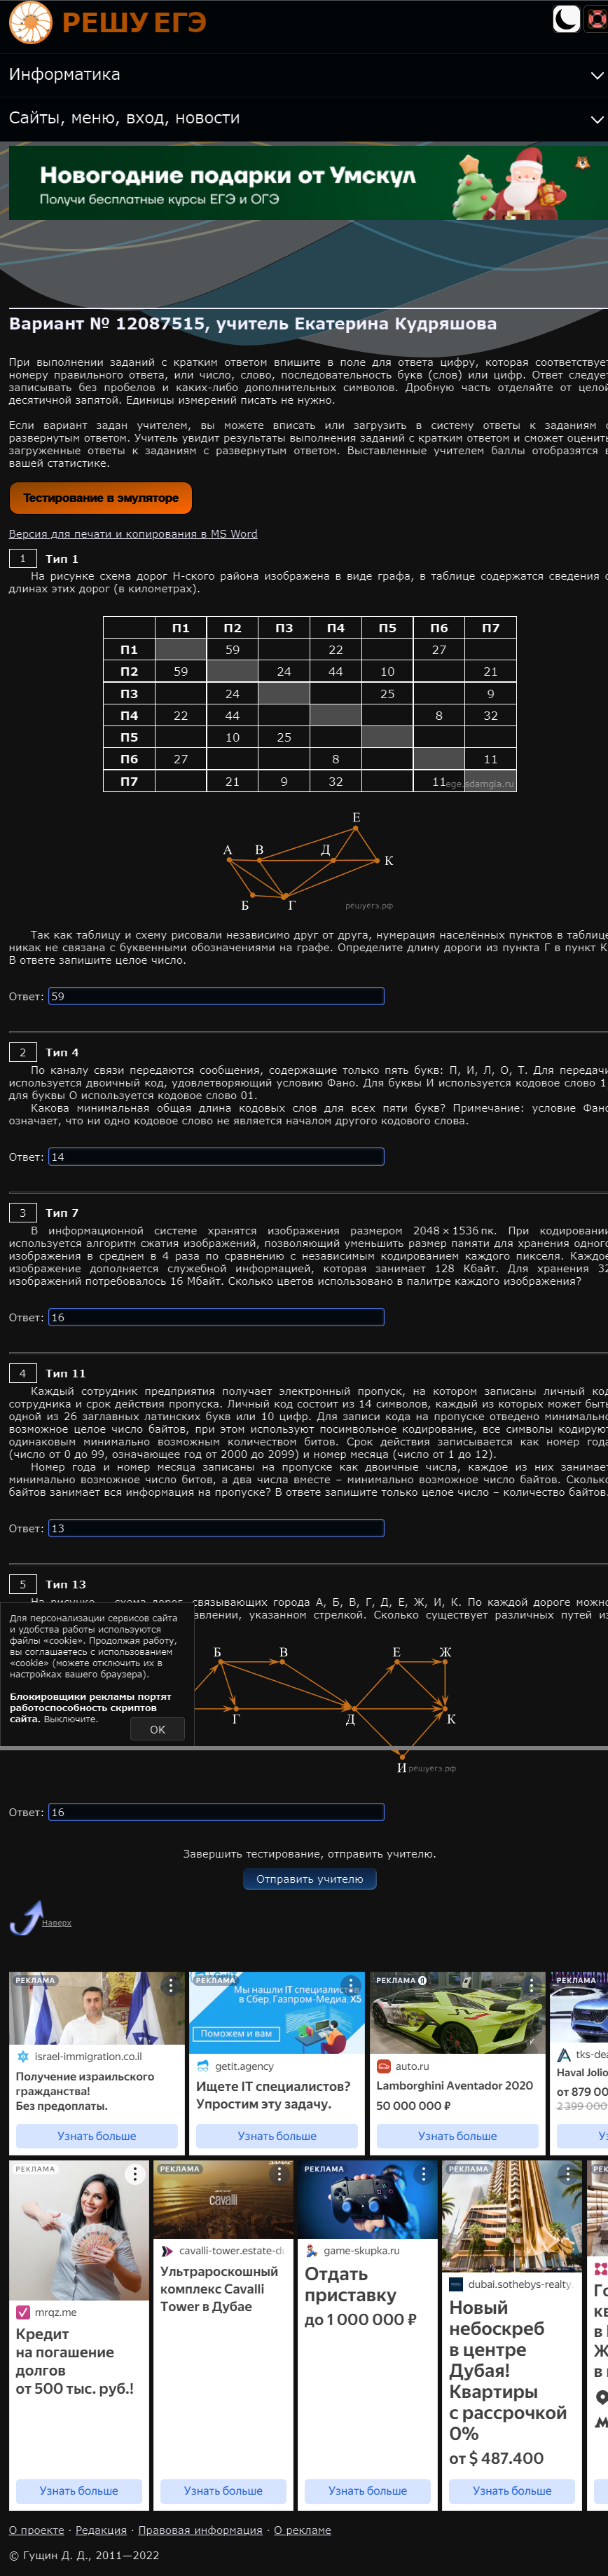 РЕШУ ЕГЭ
Информатика
Сайты, меню, вход, новости
Новогодние подарки от Умскул
Получи бесплатные курсы ЕГЭ и ОГЭ
Вариант № 12087515, учитель Екатерина Кудряшова
При выполнении заданий с кратким ответом впишите в поле для ответа цифру, которая соответствует
номеру правильного ответа, или число, слово, последовательность букв (слов) или цифр. Ответ следует
записывать без пробелов и каких-либо дополнительных символов. Дробную часть отделяйте от целой
десятичной запятой. Единицы измерений писать не нужно.
Если вариант задан учителем, вы можете вписать или загрузить в систему ответы к заданиям с
развернутым ответом. Учитель увидит результаты выполнения заданий с кратким ответом и сможет оценить
загруженные ответы к заданиям с развернутым ответом. Выставленные учителем баллы отобразятся в
вашей статистике.
Тестирование в эмуляторе
Версия для печати и копирования в MS Word
1 Тип 1
На рисунке схема дорог Н-ского района изображена в виде графа, в таблице содержатся сведения о
длинах этих дорог (в километрах).
П1 П2 П3 П4 П5 П6 П7
П1 59 22 27
П2 59 24 44 10 21
П3 24 25 9
П4 22 44 8 32
П5 10 25
П6 27 8 11
П7 21 9 32 11
ege.sdamgia.ru
Е
А В Д К
Б Г
решуегэ.рф
Так как таблицу и схему рисовали независимо друг от друга, нумерация населённых пунктов в таблице
никак не связана с буквенными обозначениями на графе. Определите длину дороги из пункта Г в пункт К.
В ответе запишите целое число.
Ответ: 59
2 Тип 4
По каналу связи передаются сообщения, содержащие только пять букв: П, И, Л, О, Т. Для передачи
используется двоичный код, удовлетворяющий условию Фано. Для буквы И используется кодовое слово 1;
для буквы О используется кодовое слово 01.
Какова минимальная общая длина кодовых слов для всех пяти букв? Примечание: условие Фано
означает, что ни одно кодовое слово не является началом другого кодового слова.
Ответ: 14
3 Тип 7
В информационной системе хранятся изображения размером 2048 × 1536 пк. При кодировании
используется алгоритм сжатия изображений, позволяющий уменьшить размер памяти для хранения одного
изображения в среднем в 4 раза по сравнению с независимым кодированием каждого пикселя. Каждое
изображение дополняется служебной информацией, которая занимает 128 Кбайт. Для хранения 32
изображений потребовалось 16 Мбайт. Сколько цветов использовано в палитре каждого изображения?
Ответ: 16
4 Тип 11
Каждый сотрудник предприятия получает электронный пропуск, на котором записаны личный код
сотрудника и срок действия пропуска. Личный код состоит из 14 символов, каждый из которых может быть
одной из 26 заглавных латинских букв или 10 цифр. Для записи кода на пропуске отведено минимально
возможное целое число байтов, при этом используют посимвольное кодирование, все символы кодируют
одинаковым минимально возможным количеством битов. Срок действия записывается как номер года
(число от 0 до 99, означающее год от 2000 до 2099) и номер месяца (число от 1 до 12).
Номер года и номер месяца записаны на пропуске как двоичные числа, каждое из них занимает
минимально возможное число битов, а два числа вместе – минимально возможное число байтов. Сколько
байтов занимает вся информация на пропуске? В ответе запишите только целое число – количество байтов.
Ответ: 13
5 Тип 13
На рисунке – схема дорог, связывающих города А, Б, В, Г, Д, Е, Ж, И, К. По каждой дороге можно
авлении, указанном стрелкой. Сколько существует различных путей из
Для персонализации сервисов сайта
и удобства работы используются
файлы «cookie». Продолжая работу,
вы соглашаетесь с использованием
«cookie» (можете отключить их в
настройках вашего браузера).
Блокировщики рекламы портят
работоспособность скриптов
сайта. Выключите.
OK
Б В Е Ж
Г Д К
И решуегэ.рф
Ответ: 16
Завершить тестирование, отправить учителю.
Отправить учителю
Наверх
РЕКЛАМА
israel-immigration.co.il
Получение израильского
гражданства!
Без предоплаты.
Узнать больше
РЕКЛАМА
Мы нашли IT специалистов
в Сбер, Газпром-Медиа, X5
Поможем и вам
getit.agency
Ищете IT специалистов?
Упростим эту задачу.
Узнать больше
РЕКЛАМА
auto.ru
Lamborghini Aventador 2020
50 000 000 ₽
Узнать больше
РЕКЛАМА
tks-dea
Haval Jolio
от 879 00
2 399 000
Уз
РЕКЛАМА
mrqz.me
Кредит
на погашение
долгов
от 500 тыс. руб.!
Узнать больше
РЕКЛАМА
cavalli
cavalli-tower.estate-du
Ультрароскошный
комплекс Cavalli
Tower в Дубае
Узнать больше
РЕКЛАМА
game-skupka.ru
Отдать
приставку
до 1 000 000 ₽
Узнать больше
РЕКЛАМА
dubai.sothebys-realty
Новый
небоскреб
в центре
Дубая!
Квартиры
с рассрочкой
0%
от $ 487.400
Узнать больше
О проекте · Редакция · Правовая информация · О рекламе
© Гущин Д. Д., 2011—2022